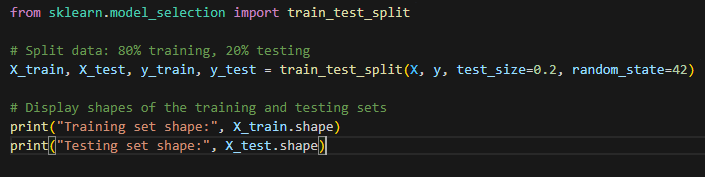 from sklearn.model_selection import train_test_split
# Split data: 80% training, 20% testing
X_train, X_test, y_train, y_test = train_test_split(X, y, test_size=0.2, random_state=42)
# Display shapes of the training and testing sets
print("Training set shape:", X_train.shape)
print("Testing set shape:", X_test.shape)